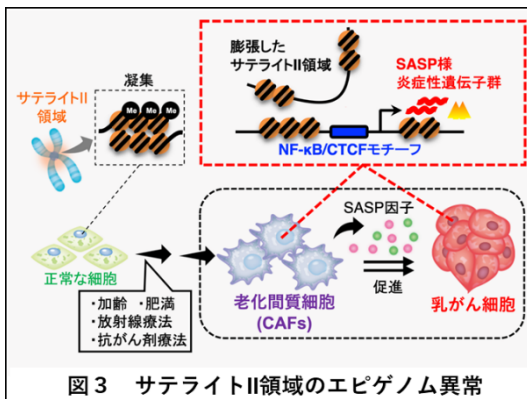 サテライトII
領域
凝集
Me Me Me
膨張した
サテライトII領域
SASP様
炎症性遺伝子群
NF-κB/CTCFモチーフ
正常な細胞
・加齢 ・肥満
・放射線療法
・抗がん剤療法
老化間質細胞
(CAFs)
SASP因子
促進
乳がん細胞
図３ サテライトII領域のエピゲノム異常